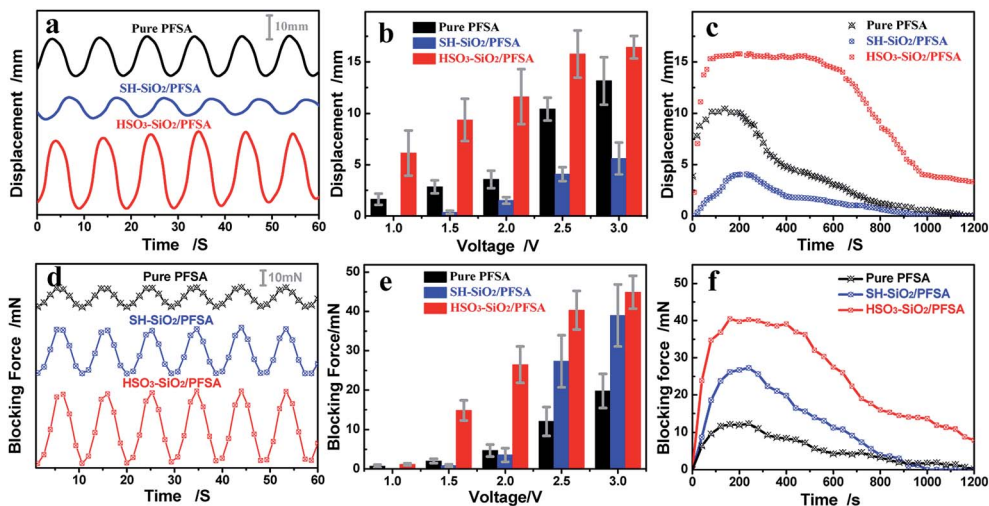 a
Pure PFSA
10mm
SH-SiO2/PFSA
HSO3-SiO2/PFSA
Displacement /mm
0 10 20 30 40 50 60
Time /S
b
Pure PFSA
SH-SiO2/PFSA
HSO3-SiO2/PFSA
Displacement /mm
20
15
10
5
0
1.0 1.5 2.0 2.5 3.0
Voltage /V
c
Pure PFSA
SH-SiO2/PFSA
HSO3-SiO2/PFSA
Displacement /mm
20
15
10
5
0
0 200 400 600 800 1000 1200
Time /S
d
Pure PFSA
10mN
SH-SiO2/PFSA
HSO3-SiO2/PFSA
Blocking Force /mN
10 20 30 40 50 60
Time /S
e
Pure PFSA
SH-SiO2/PFSA
HSO3-SiO2/PFSA
Blocking Force/mN
50
40
30
20
10
0
1.0 1.5 2.0 2.5 3.0
Voltage/V
f
Pure PFSA
SH-SiO2/PFSA
HSO3-SiO2/PFSA
Blocking force/mN
50
40
30
20
10
0
0 200 400 600 800 1000 1200
Time /s